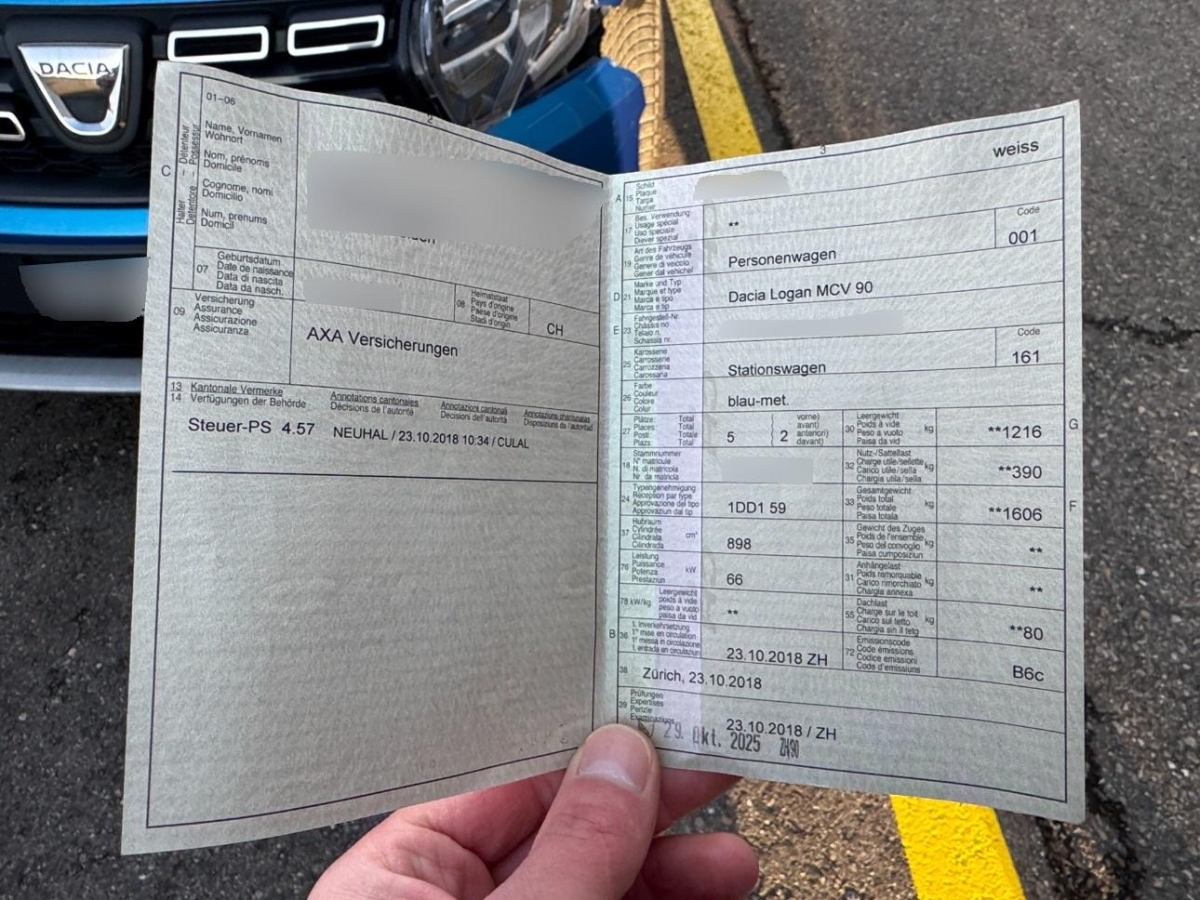 DACIA
2
01-06
C
Halter Détenteur
Detentore Possessur
Name, Vornamen
Wohnort
Nom, prénoms
Domicile
Cognome, nomi
Domicilio
Num, prenums
Domicil
07
Geburtsdatum
Date de naissance
Data di nascita
Data da nasch.
08
Heimatstaat
Pays d'origine
Paese d'origine
Stadi d'origin
CH
09
Versicherung
Assurance
Assicurazione
Assicuranza
AXA Versicherungen
13 Kantonale Vermerke
14 Verfügungen der Behörde
Annotations cantonales
Décisions de l'autorité
Annotazioni cantonali
Decisioni dell'autorità
Annotaziuns chantunalas
Disposiziuns da l'autoritad
Steuer-PS 4.57 NEUHAL / 23.10.2018 10:34 / CULAL
3
weiss
A 15
Schild
Plaque
Targa
Numer
17
Bes. Verwendung
Usage spécial
Uso speciale
Diever spezial
**
19
Art des Fahrzeugs
Genre de véhicule
Genere di veicolo
Gener dal vehichel
Personenwagen
Code
001
D 21
Marke und Typ
Marque et type
Marca e tipo
Marca e tip
Dacia Logan MCV 90
E 23
Fahrgestell-Nr.
Châssis no
Telaio n.
Schassis nr.
25
Karosserie
Carrosserie
Carrozzeria
Carossaria
Stationswagen
Code
161
26
Farbe
Couleur
Colore
Colur
blau-met.
27
Plätze: Total
Places: Total
Posti: Totale
Plazs: Total
5 { 2
vorne)
avant)
anteriori)
davant)
30
Leergewicht
Poids à vide
Peso a vuoto
Paisa da vid
kg
**1216
G
18
Stammnummer
N° matricule
N. di matricola
Nr. da matricla
32
Nutz-/Sattellast
Charge utile/sellette
Carico utile/sella
Chargia utila/sella
kg
**390
24
Typengenehmigung
Réception par type
Approvazione del tipo
Approvaziun dal tip
1DD1 59
33
Gesamtgewicht
Poids total
Peso totale
Paisa totala
kg
**1606
F
37
Hubraum
Cylindrée
Cilindrata
Cilindrada
cm³
898
35
Gewicht des Zuges
Poids de l'ensemble
Peso del convoglio
Paisa cumposiziun
kg
**
76
Leistung
Puissance
Potenza
Prestaziun
kW
66
31
Anhängelast
Poids remorquable
Carico rimorchiato
Chargia annexa
kg
**
78 kW/kg
Leergewicht
poids à vide
peso a vuoto
paisa da vid
**
55
Dachlast
Charge sur le toit
Carico sul tetto
Chargia sin il tetg
kg
**80
B 36
1. Inverkehrsetzung
1re mise en circulation
1a messa in circolazione
1. entrada en circulaziun
23.10.2018 ZH
72
Emissionscode
Code émissions
Codice emissioni
Code d'emissiuns
B6c
38
Zürich, 23.10.2018
39
Prüfungen
Expertises
Perizie
Examinaziuns
23.10.2018 / ZH
29. Okt. 2025 ZH90